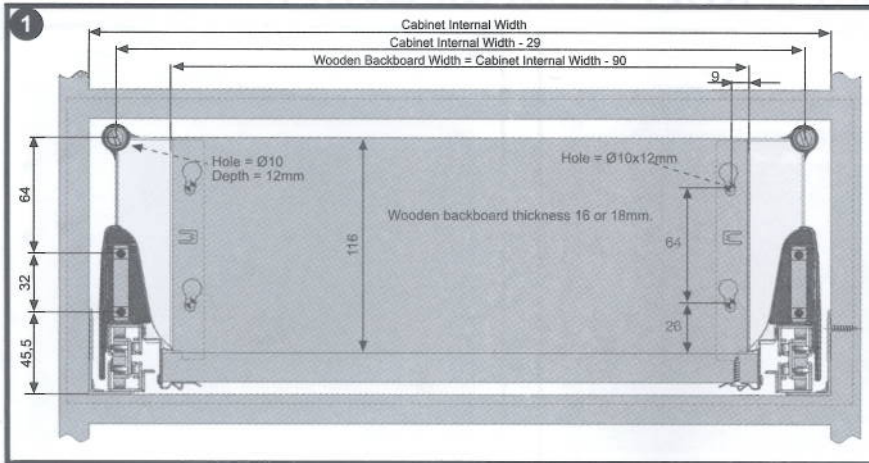 1
Cabinet Internal Width
Cabinet Internal Width - 29
Wooden Backboard Width = Cabinet Internal Width - 90
9
Hole = Ø10
Depth = 12mm
Hole = Ø10x12mm
64
Wooden backboard thickness 16 or 18mm.
116
64
32
26
45,5